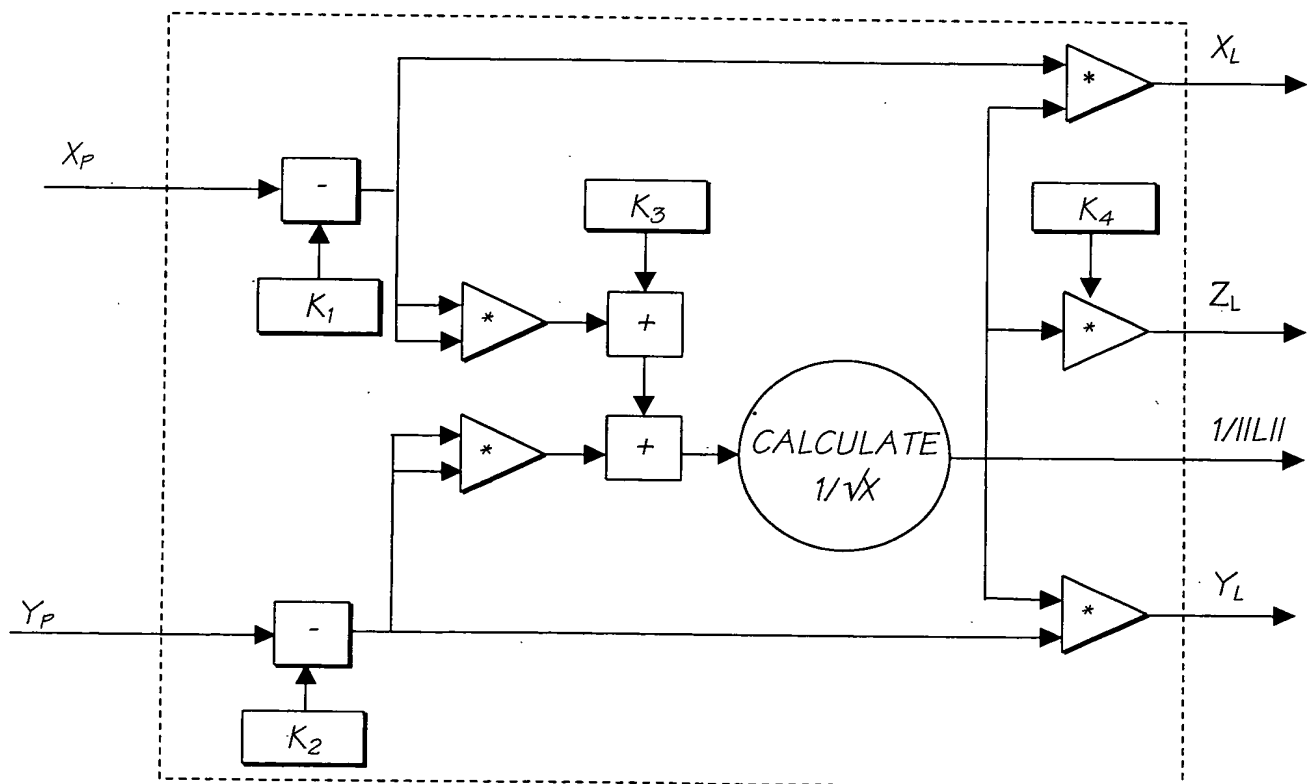 X_L
X_P
-
*
K_3
K_4
K_1
*
+
*
Z_L
*
+
CALCULATE
1/√X
1/||L||
Y_P
-
*
Y_L
K_2